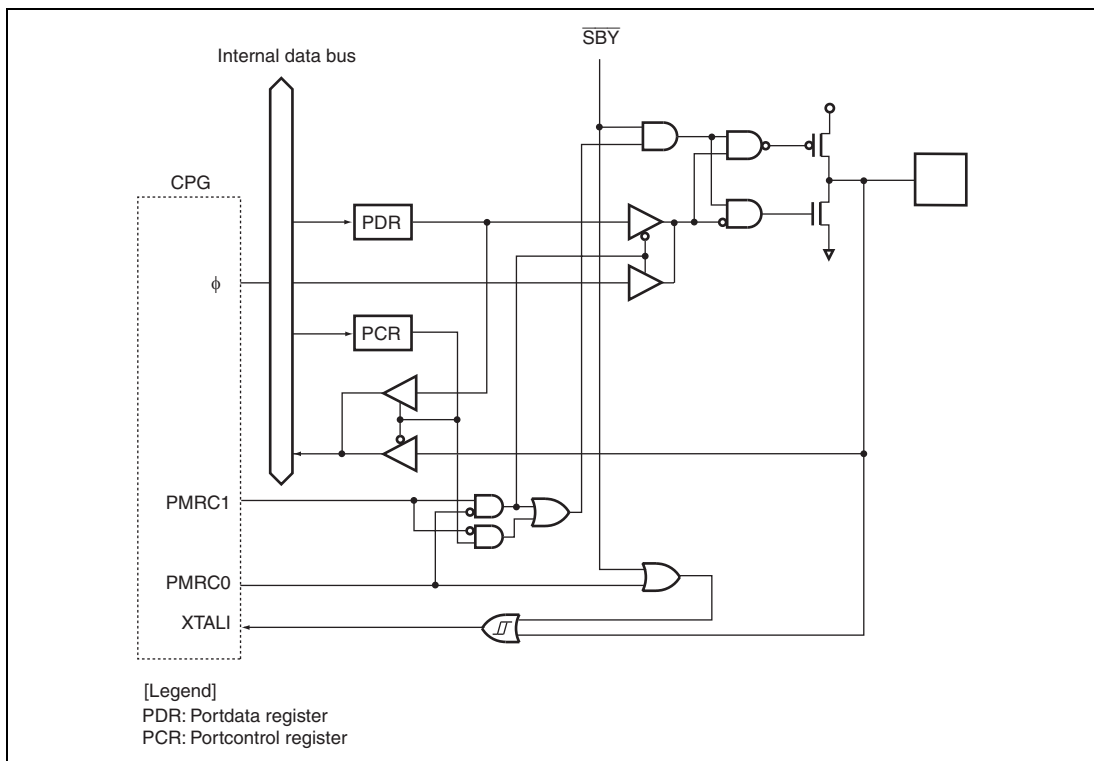 SBY
Internal data bus
CPG
PDR
ϕ
PCR
PMRC1
PMRC0
XTALI
[Legend]
PDR: Portdata register
PCR: Portcontrol register